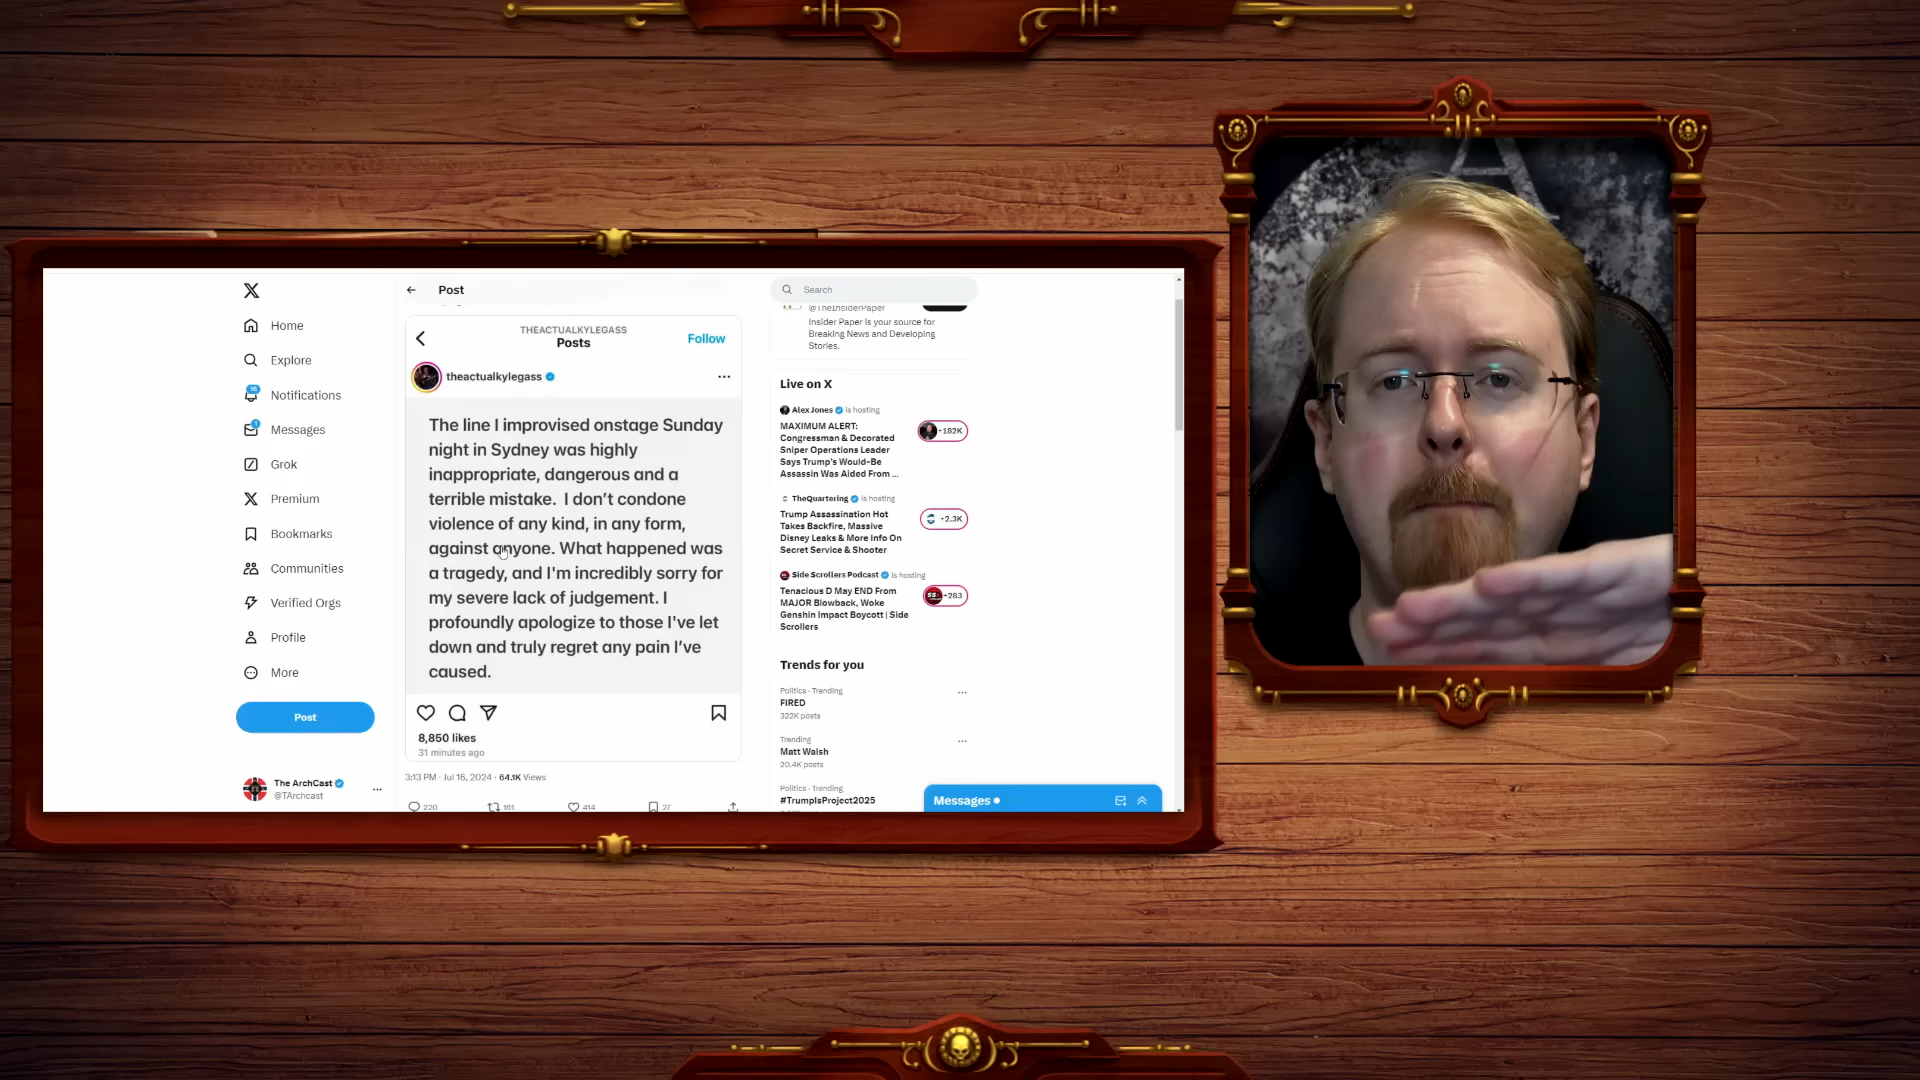 Home
Explore
Notifications
Messages
Grok
Premium
Bookmarks
Communities
Verified Orgs
Profile
More
Post
The ArchCast
@TArchcast
Post
THEACTUALKYLEGASS
Posts
Follow
theactualkylegass
The line I improvised onstage Sunday
night in Sydney was highly
inappropriate, dangerous and a
terrible mistake. I don't condone
violence of any kind, in any form,
against anyone. What happened was
a tragedy, and I'm incredibly sorry for
my severe lack of judgement. I
profoundly apologize to those I've let
down and truly regret any pain I've
caused.
8,850 likes
31 minutes ago
3:13 PM · Jul 16, 2024 · 64.1K Views
220 161 414 27
Search
@TheInsiderPaper
Insider Paper is your source for
Breaking News and Developing
Stories.
Live on X
Alex Jones is hosting
MAXIMUM ALERT:
Congressman & Decorated
Sniper Operations Leader
Says Trump's Would-Be
Assassin Was Aided From ...
+182K
TheQuartering is hosting
Trump Assassination Hot
Takes Backfire, Massive
Disney Leaks & More Info On
Secret Service & Shooter
+2.3K
Side Scrollers Podcast is hosting
Tenacious D May END From
MAJOR Blowback, Woke
Genshin Impact Boycott | Side
Scrollers
+283
Trends for you
Politics · Trending
FIRED
322K posts
Trending
Matt Walsh
20.4K posts
Politics · Trending
#TrumpIsProject2025
Messages